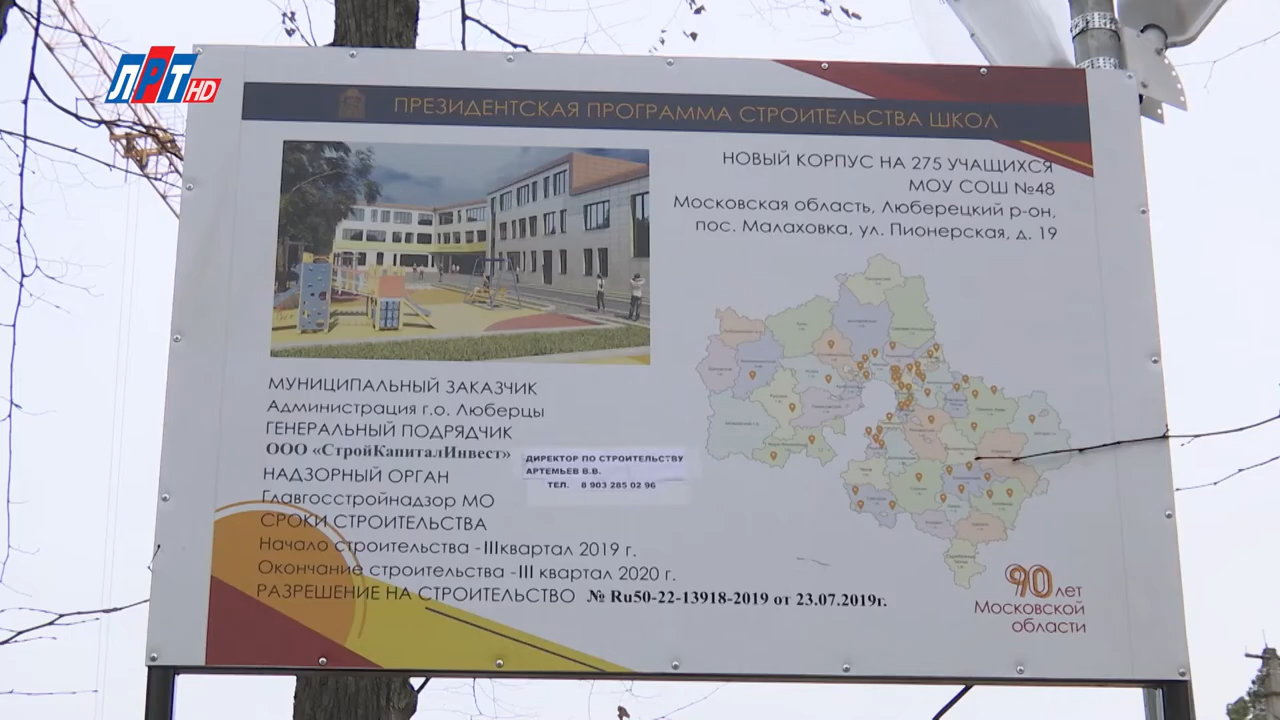 ЛРТ HD
ПРЕЗИДЕНТСКАЯ ПРОГРАММА СТРОИТЕЛЬСТВА ШКОЛ
НОВЫЙ КОРПУС НА 275 УЧАЩИХСЯ
МОУ СОШ №48
Московская область, Люберецкий р-он,
пос. Малаховка, ул. Пионерская, д. 19
МУНИЦИПАЛЬНЫЙ ЗАКАЗЧИК
Администрация г.о. Люберцы
ГЕНЕРАЛЬНЫЙ ПОДРЯДЧИК
ООО «СтройКапиталИнвест»
ДИРЕКТОР ПО СТРОИТЕЛЬСТВУ
АРТЕМЬЕВ В.В.
ТЕЛ. 8 903 285 02 96
НАДЗОРНЫЙ ОРГАН
Главгосстройнадзор МО
СРОКИ СТРОИТЕЛЬСТВА
Начало строительства - III квартал 2019 г.
Окончание строительства - III квартал 2020 г.
РАЗРЕШЕНИЕ НА СТРОИТЕЛЬСТВО № Ru50-22-13918-2019 от 23.07.2019г.
90 лет
Московской
области